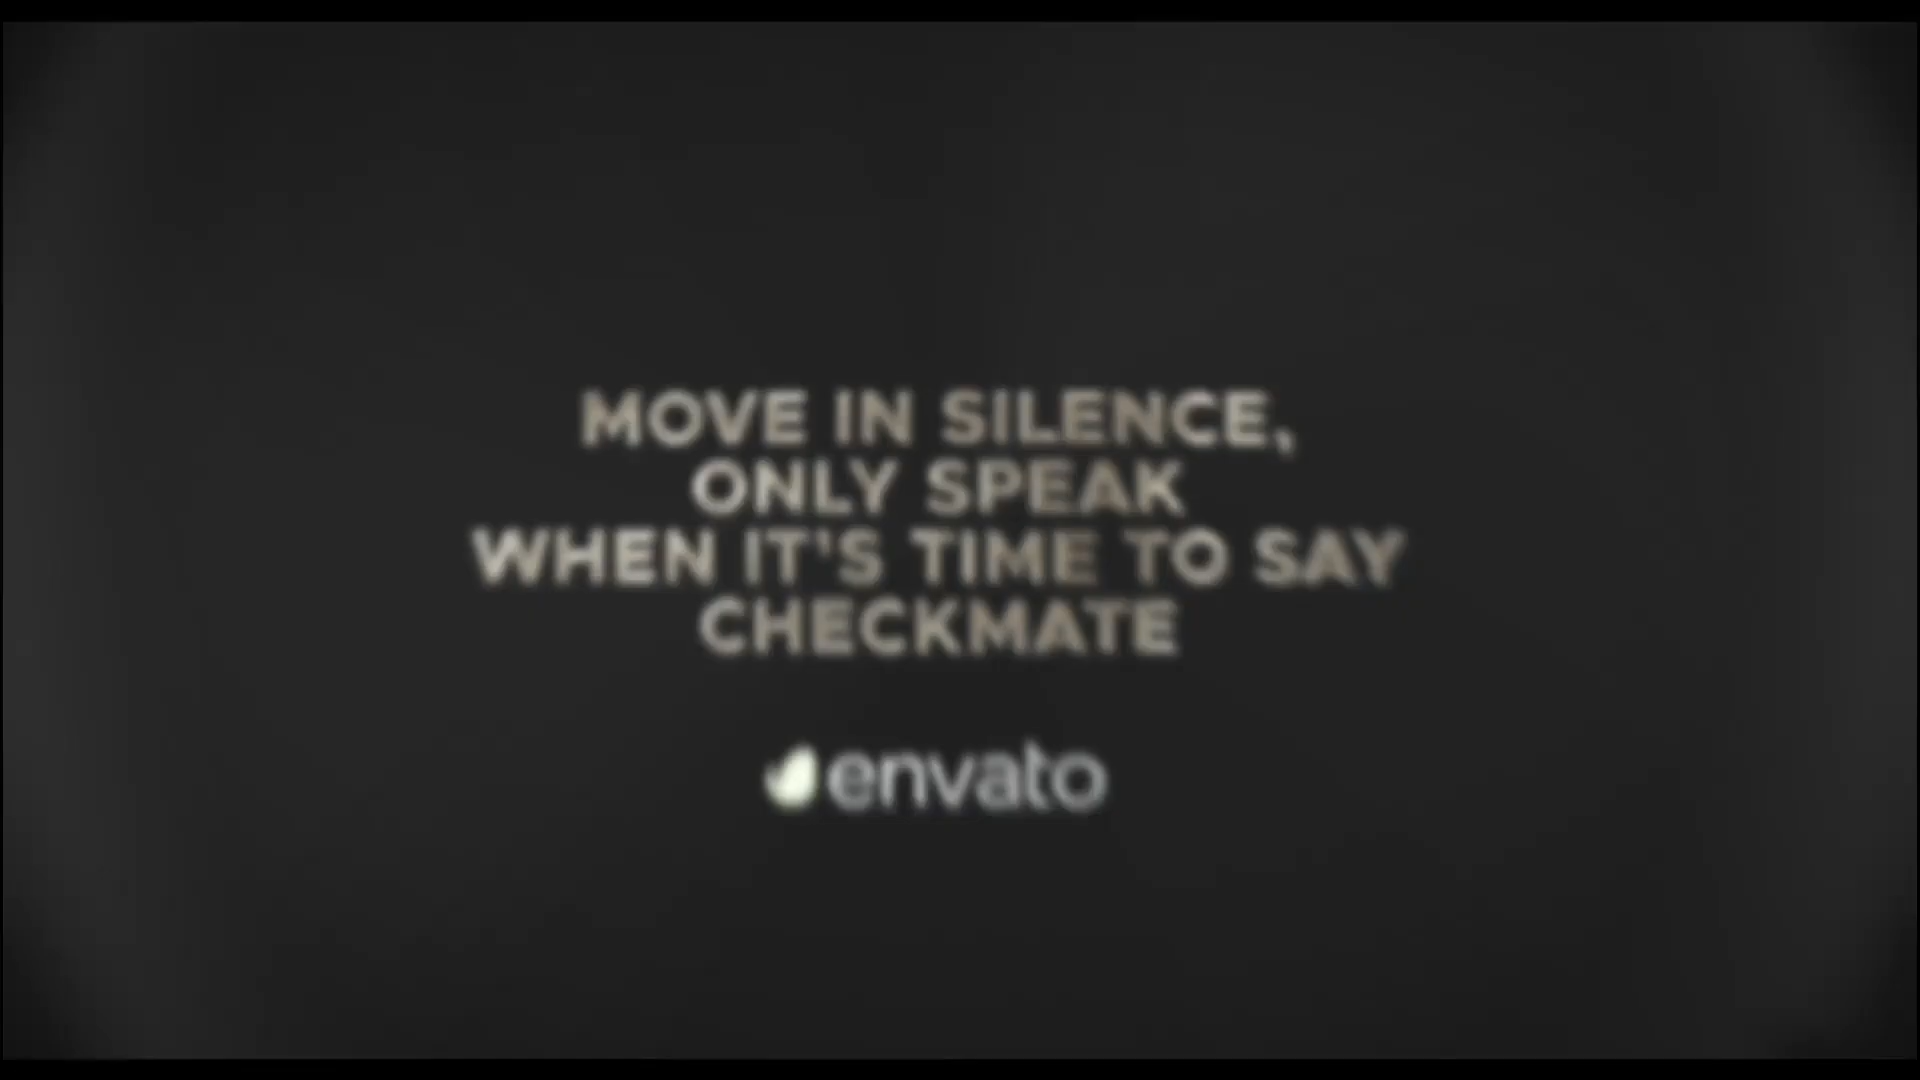 MOVE IN SILENCE,
ONLY SPEAK
WHEN IT'S TIME TO SAY
CHECKMATE
envato